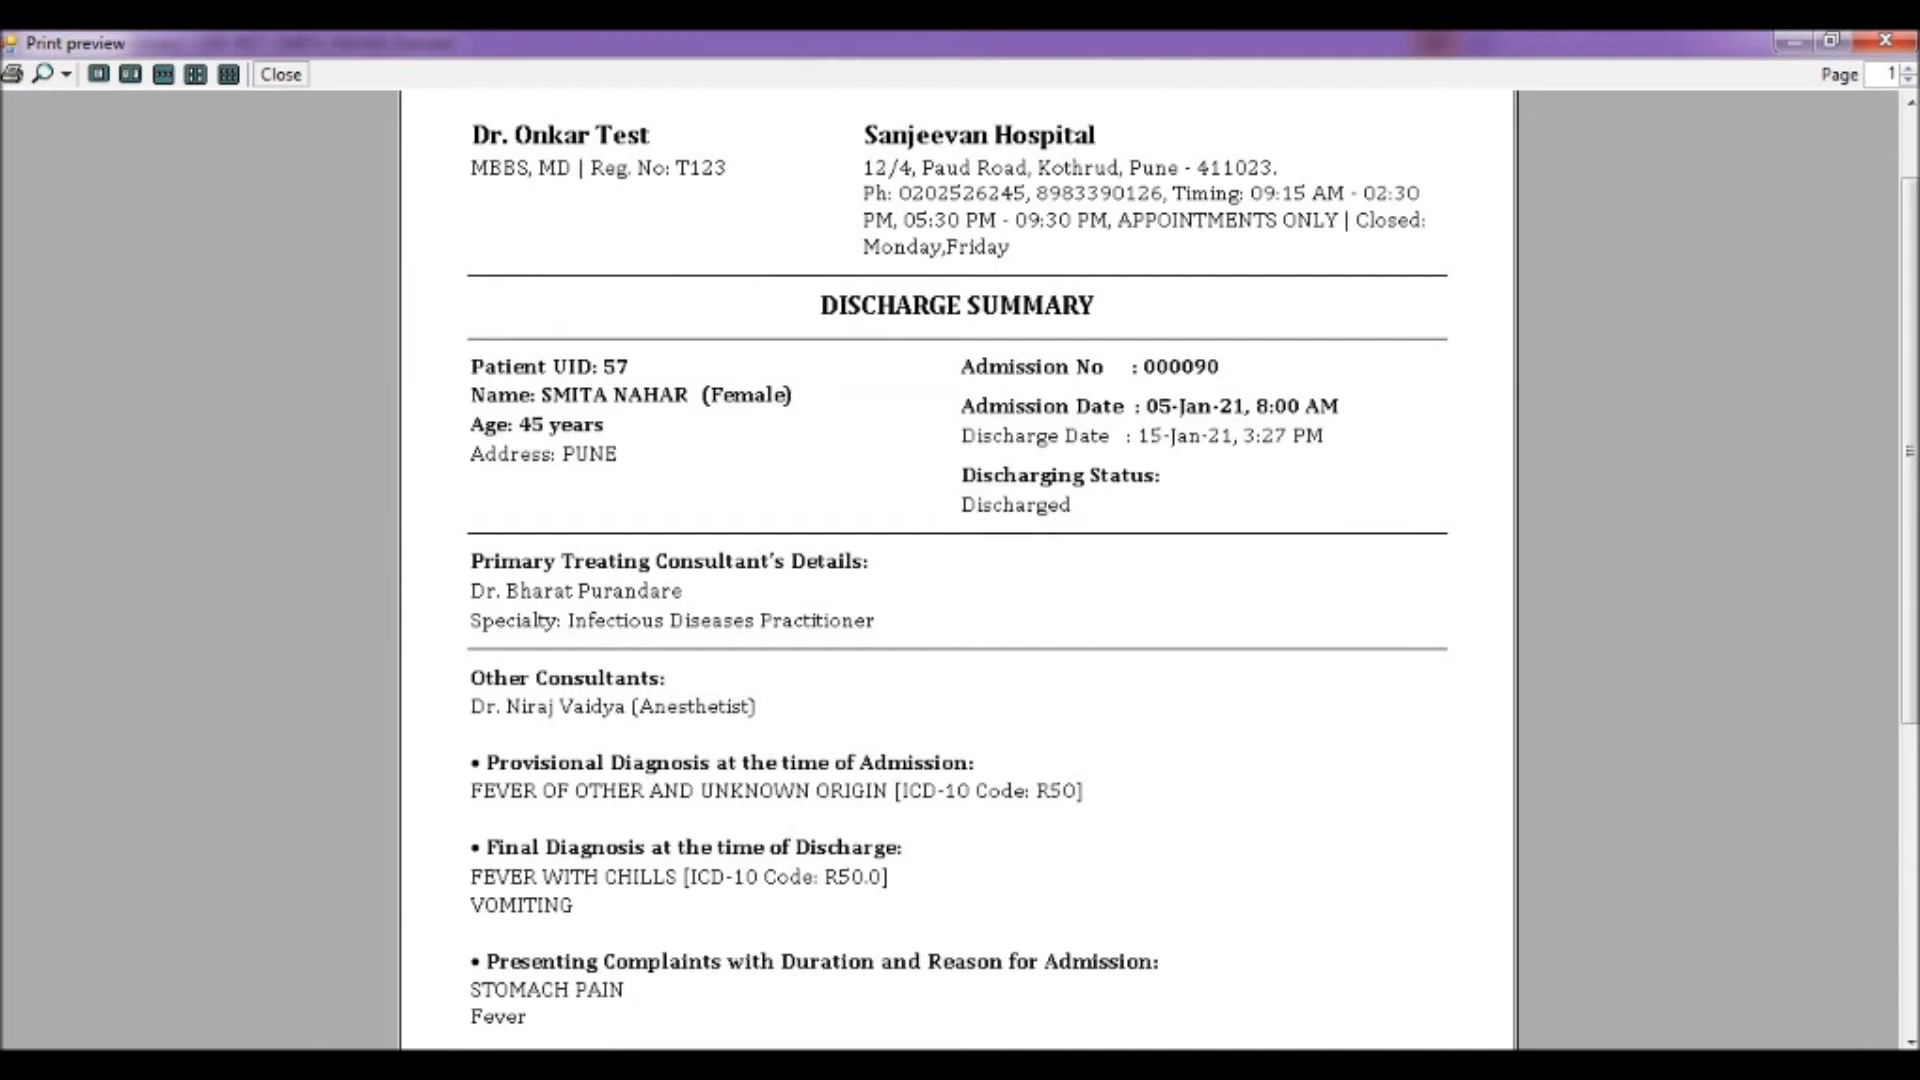 Print preview
Close
Page 1
Dr. Onkar Test
MBBS, MD | Reg. No: T123
Sanjeevan Hospital
12/4, Paud Road, Kothrud, Pune - 411023.
Ph: 0202526245, 8983390126, Timing: 09:15 AM - 02:30
PM, 05:30 PM - 09:30 PM, APPOINTMENTS ONLY | Closed:
Monday,Friday
DISCHARGE SUMMARY
Patient UID: 57
Name: SMITA NAHAR (Female)
Age: 45 years
Address: PUNE
Admission No : 000090
Admission Date : 05-Jan-21, 8:00 AM
Discharge Date : 15-Jan-21, 3:27 PM
Discharging Status:
Discharged
Primary Treating Consultant's Details:
Dr. Bharat Purandare
Specialty: Infectious Diseases Practitioner
Other Consultants:
Dr. Niraj Vaidya (Anesthetist)
• Provisional Diagnosis at the time of Admission:
FEVER OF OTHER AND UNKNOWN ORIGIN [ICD-10 Code: R50]
• Final Diagnosis at the time of Discharge:
FEVER WITH CHILLS [ICD-10 Code: R50.0]
VOMITING
• Presenting Complaints with Duration and Reason for Admission:
STOMACH PAIN
Fever